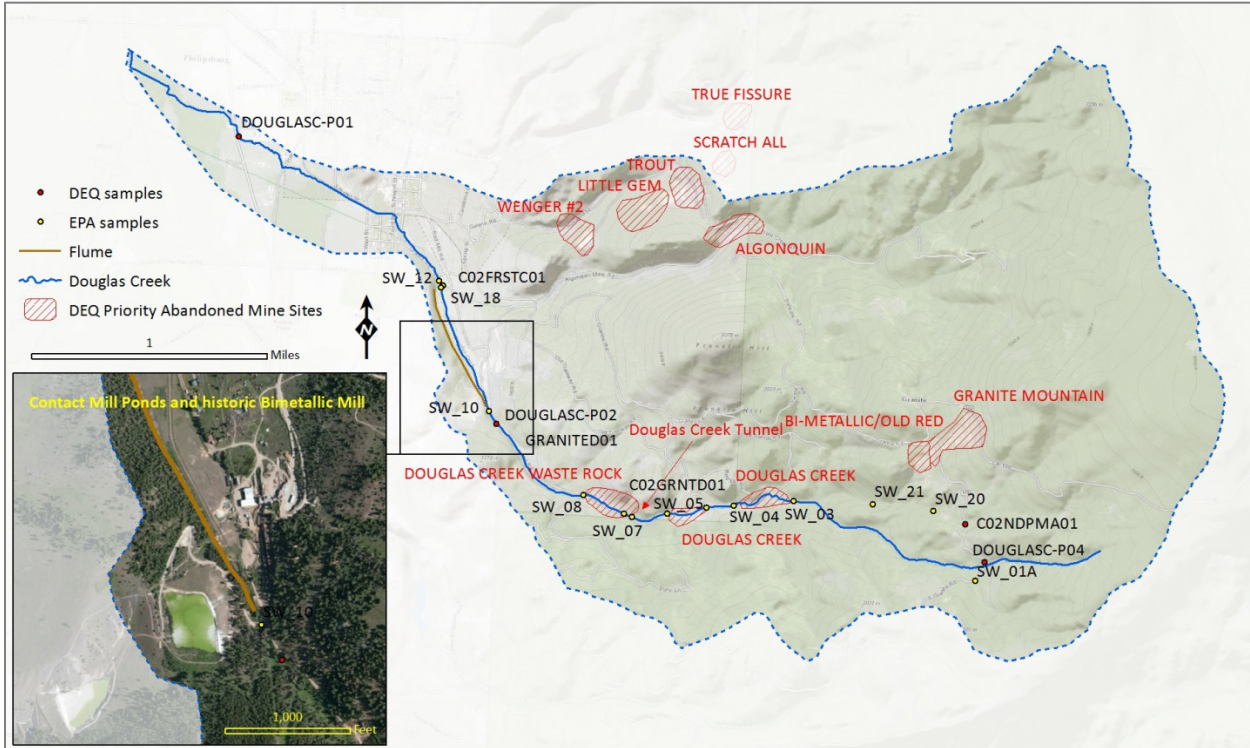 Philipsburg
DOUGLASC-P01
TRUE FISSURE
SCRATCH ALL
TROUT
LITTLE GEM
WENGER #2
ALGONQUIN
DEQ samples
EPA samples
Flume
Douglas Creek
DEQ Priority Abandoned Mine Sites
N
1
Miles
SW_12
C02FRSTC01
SW_18
Contact Mill Ponds and historic Bimetallic Mill
SW_10
DOUGLASC-P02
GRANITED01
Douglas Creek Tunnel
BI-METALLIC/OLD RED
GRANITE MOUNTAIN
Granite
DOUGLAS CREEK WASTE ROCK
C02GRNTD01
DOUGLAS CREEK
SW_08
SW_07
SW_05
SW_04
SW_03
DOUGLAS CREEK
SW_21
SW_20
C02NDPMA01
DOUGLASC-P04
SW_01A
SW_10
1,000
Feet